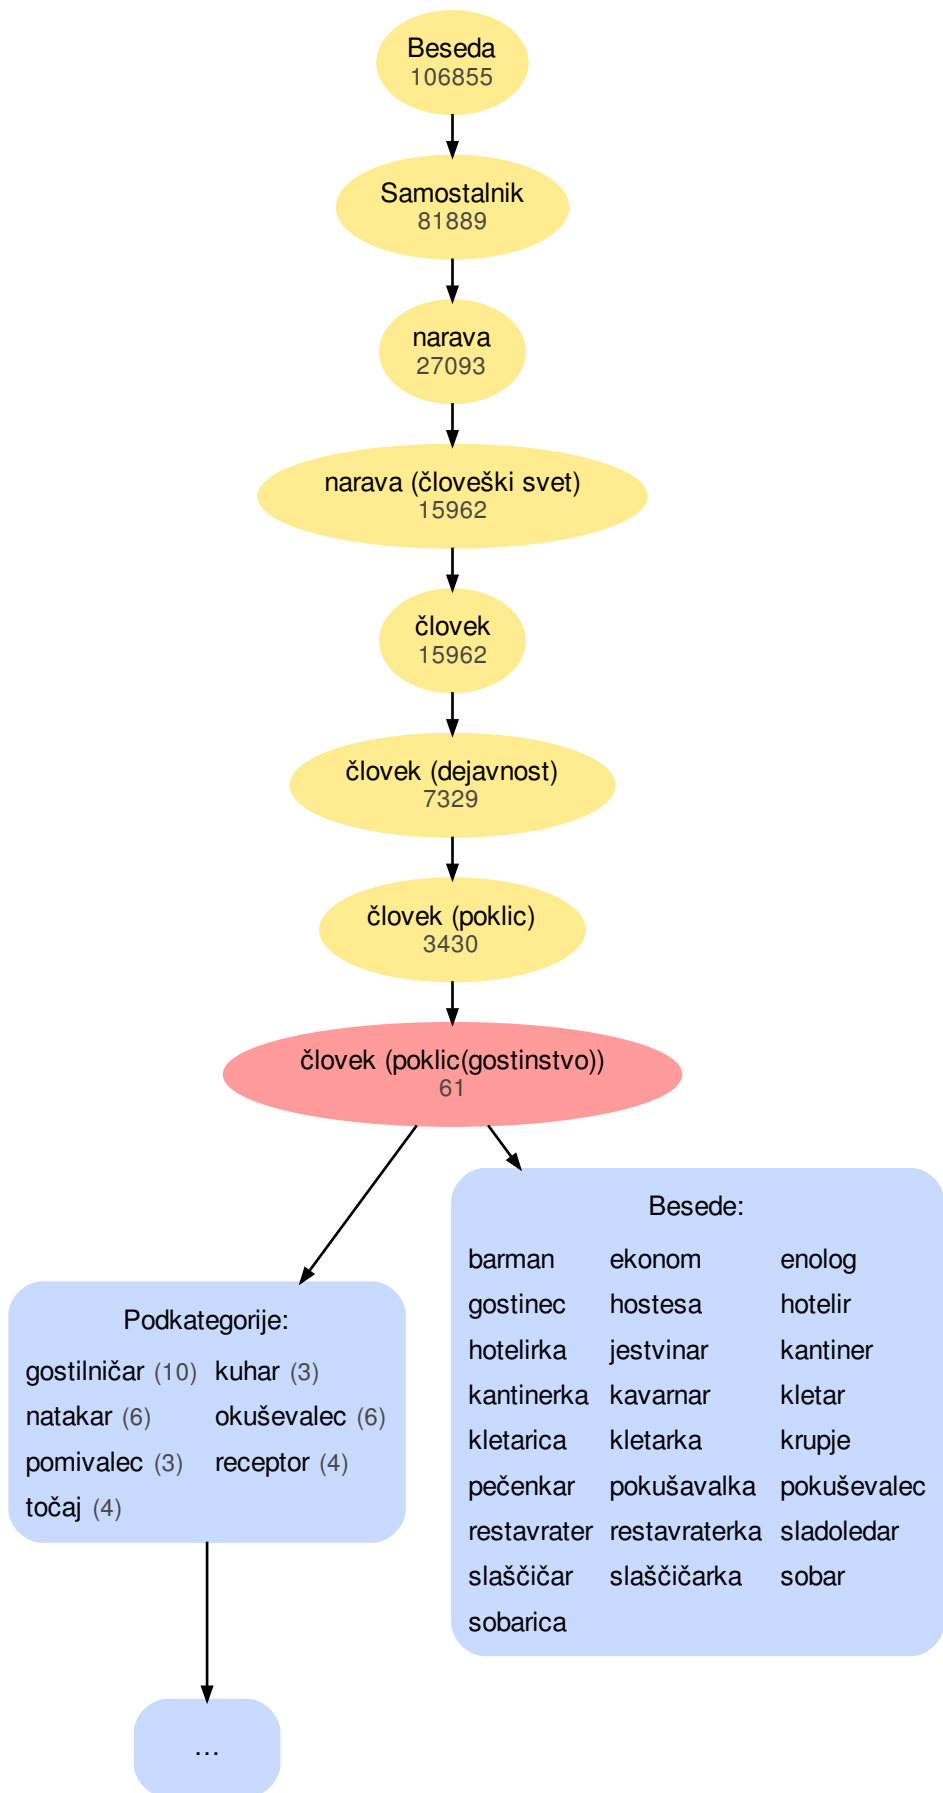 Beseda
106855
Samostalnik
81889
narava
27093
narava (človeški svet)
15962
človek
15962
človek (dejavnost)
7329
človek (poklic)
3430
človek (poklic(gostinstvo))
61
Podkategorije:
gostilničar (10) kuhar (3)
natakar (6) okuševalec (6)
pomivalec (3) receptor (4)
točaj (4)
...
Besede:
barman ekonom enolog
gostinec hostesa hotelir
hotelirka jestvinar kantiner
kantinerka kavarnar kletar
kletarica kletarka krupje
pečenkar pokušavalka pokuševalec
restavrater restavraterka sladoledar
slaščičar slaščičarka sobar
sobarica